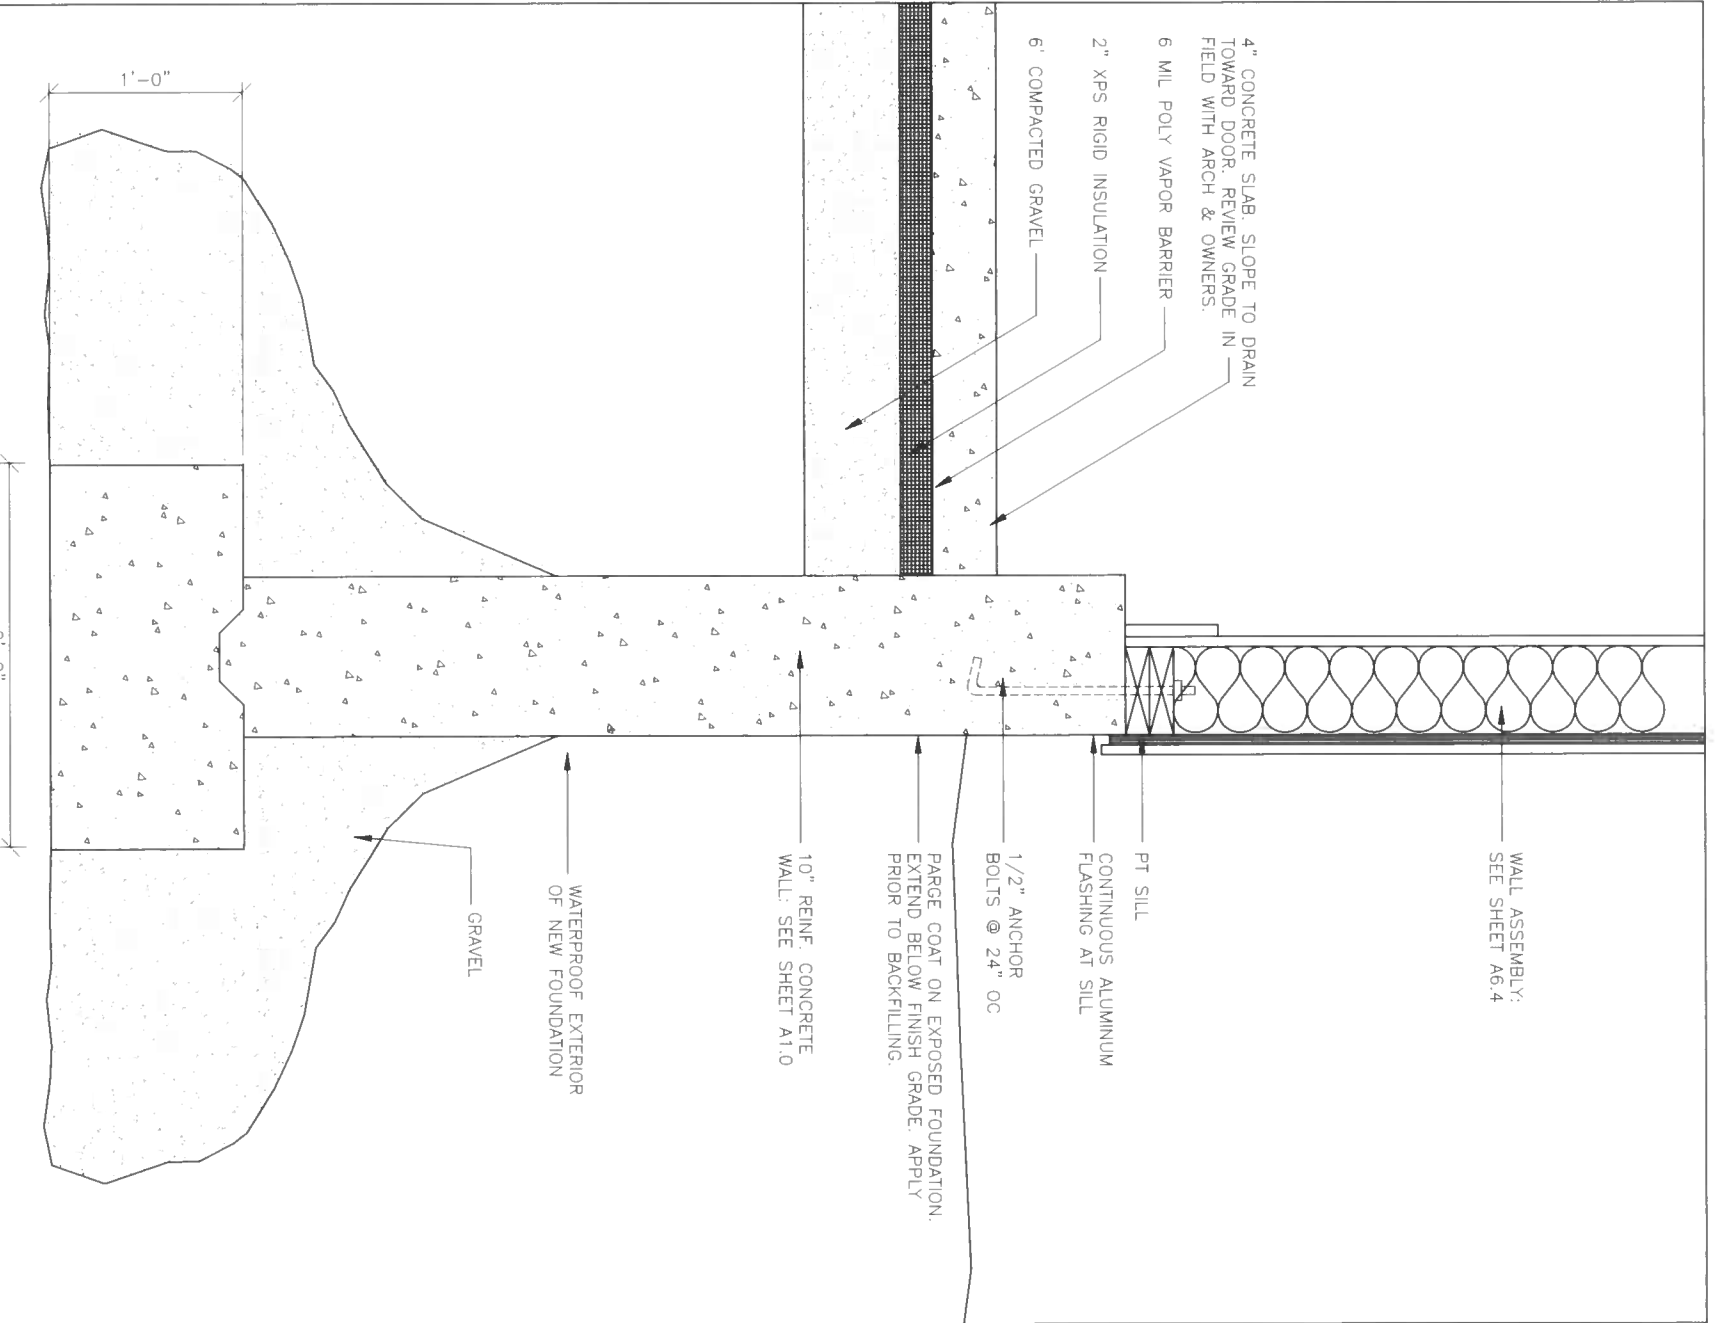 WALL ASSEMBLY:
SEE SHEET A6.4
4" CONCRETE SLAB. SLOPE TO DRAIN
TOWARD DOOR. REVIEW GRADE IN
FIELD WITH ARCH & OWNERS.
6 MIL POLY VAPOR BARRIER
2" XPS RIGID INSULATION
6' COMPACTED GRAVEL
PT SILL
CONTINUOUS ALUMINUM
FLASHING AT SILL
1/2" ANCHOR
BOLTS @ 24" OC
PARGE COAT ON EXPOSED FOUNDATION.
EXTEND BELOW FINISH GRADE. APPLY
PRIOR TO BACKFILLING.
10" REINF. CONCRETE
WALL: SEE SHEET A1.0
WATERPROOF EXTERIOR
OF NEW FOUNDATION
GRAVEL
1'-0"